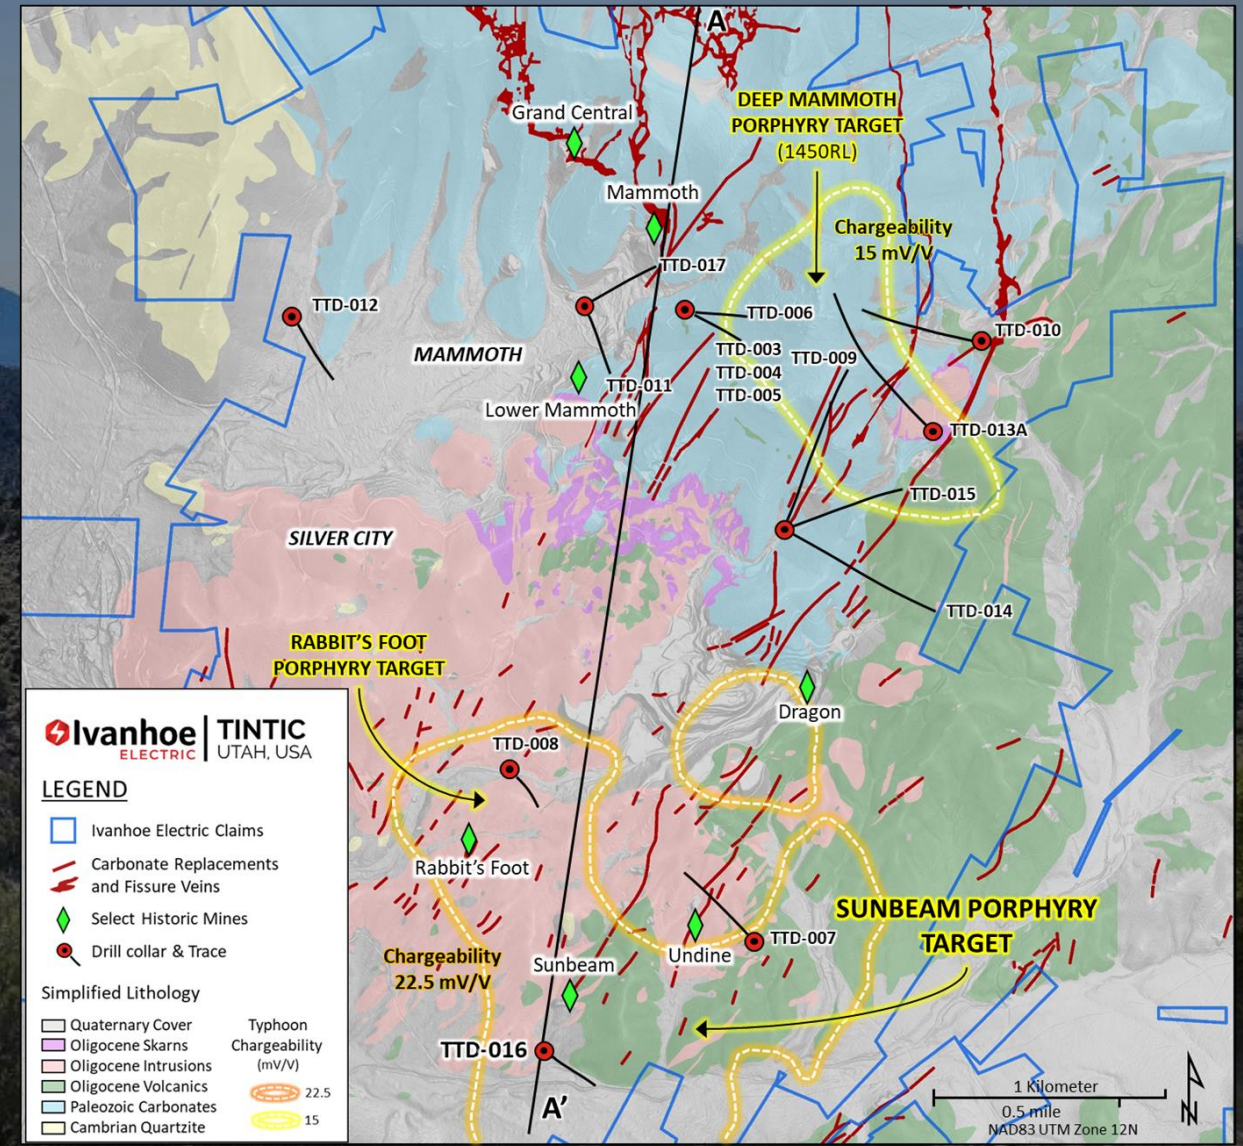 A
DEEP MAMMOTH
PORPHYRY TARGET
(1450RL)
Grand Central
Mammoth
Chargeability
15 mV/V
TTD-017
TTD-012
TTD-006
TTD-010
MAMMOTH
TTD-003
TTD-009
TTD-004
TTD-011
TTD-005
Lower Mammoth
TTD-013A
TTD-015
SILVER CITY
TTD-014
RABBIT'S FOOT
PORPHYRY TARGET
Dragon
TTD-008
Rabbit's Foot
SUNBEAM PORPHYRY
TARGET
TTD-007
Undine
Chargeability
22.5 mV/V
Sunbeam
TTD-016
A'
Ivanhoe
ELECTRIC
TINTIC
UTAH, USA
LEGEND
Ivanhoe Electric Claims
Carbonate Replacements
and Fissure Veins
Select Historic Mines
Drill collar & Trace
Simplified Lithology
Quaternary Cover
Oligocene Skarns
Oligocene Intrusions
Oligocene Volcanics
Paleozoic Carbonates
Cambrian Quartzite
Typhoon
Chargeability
(mV/V)
22.5
15
1 Kilometer
0.5 mile
NAD83 UTM Zone 12N
N